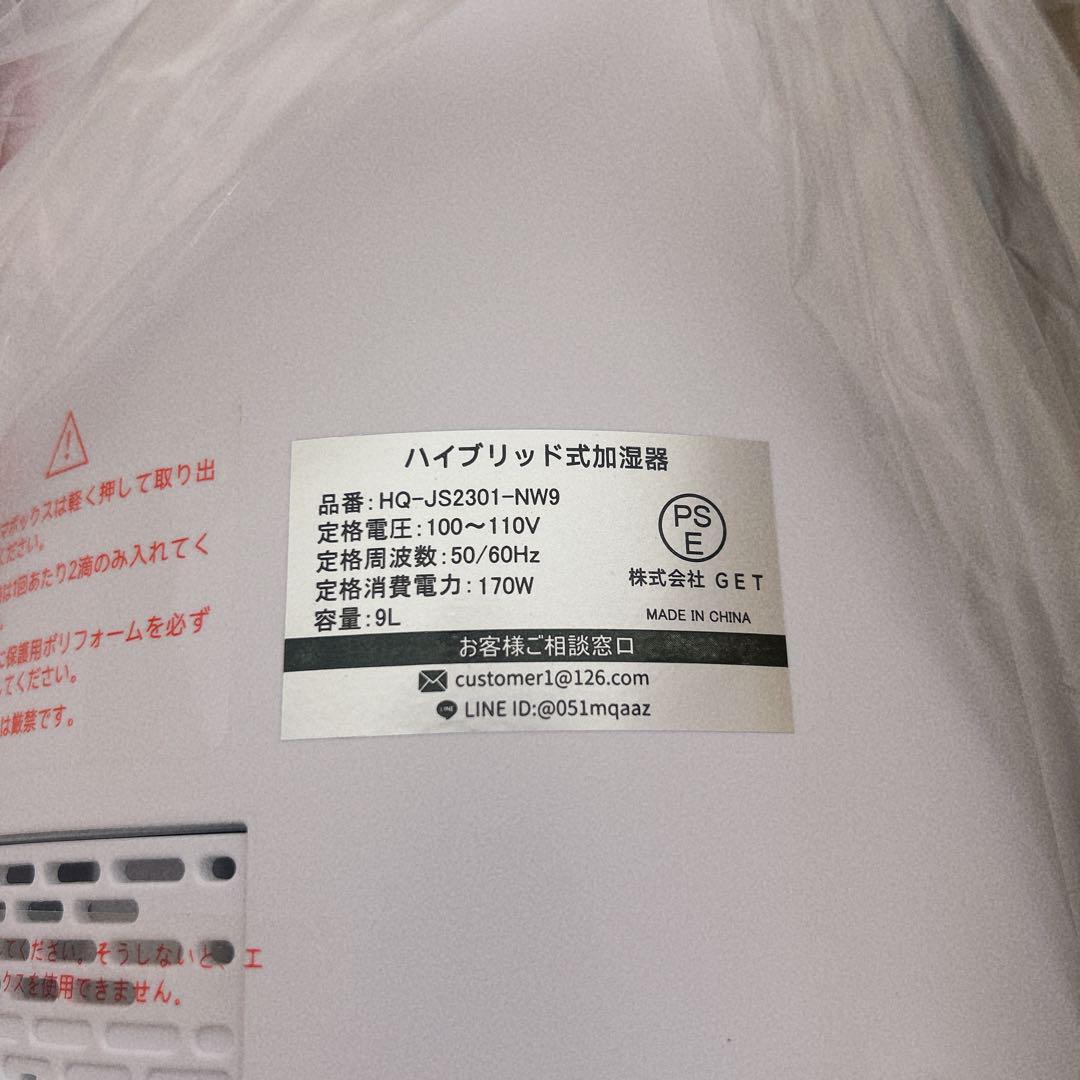 ハイブリッド式加湿器
品番:HQ-JS2301-NW9
定格電圧:100〜110V
定格周波数:50/60Hz
定格消費電力:170W
容量:9L
PS
E
株式会社 GET
MADE IN CHINA
お客様ご相談窓口
customer1@126.com
LINE LINE ID:@051mqaaz
ボックスは軽く押して取り出
ください。
は1回あたり2滴のみ入れてく
保護用ポリフォームを必ず
してください。
は厳禁です。
してください。そうしないと、エ
ックスを使用できません。